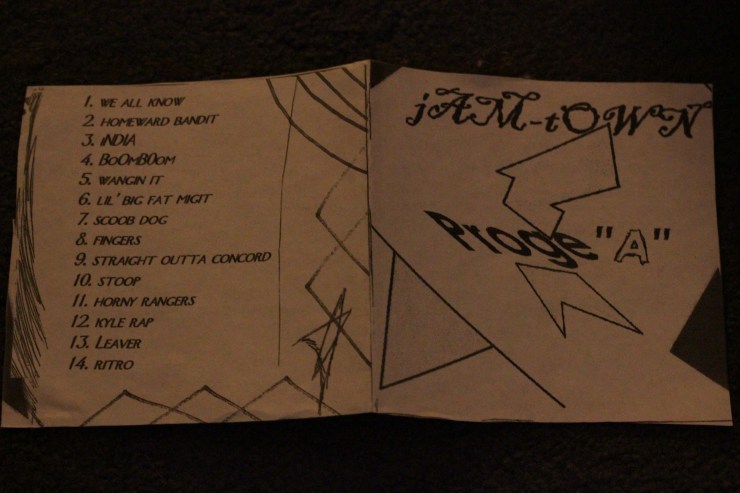 1. WE ALL KNOW
2. HOMEWARD BANDIT
3. iNDIA
4. BoOmB0om
5. WANGIN IT
6. LIL' BIG FAT MIGIT
7. SCOOB DOG
8. FINGERS
9. STRAIGHT OUTTA CONCORD
10. STOOP
11. HORNY RANGERS
12. KYLE RAP
13. LEAVER
14. RITRO
jAM-tOWN
Proge "A"